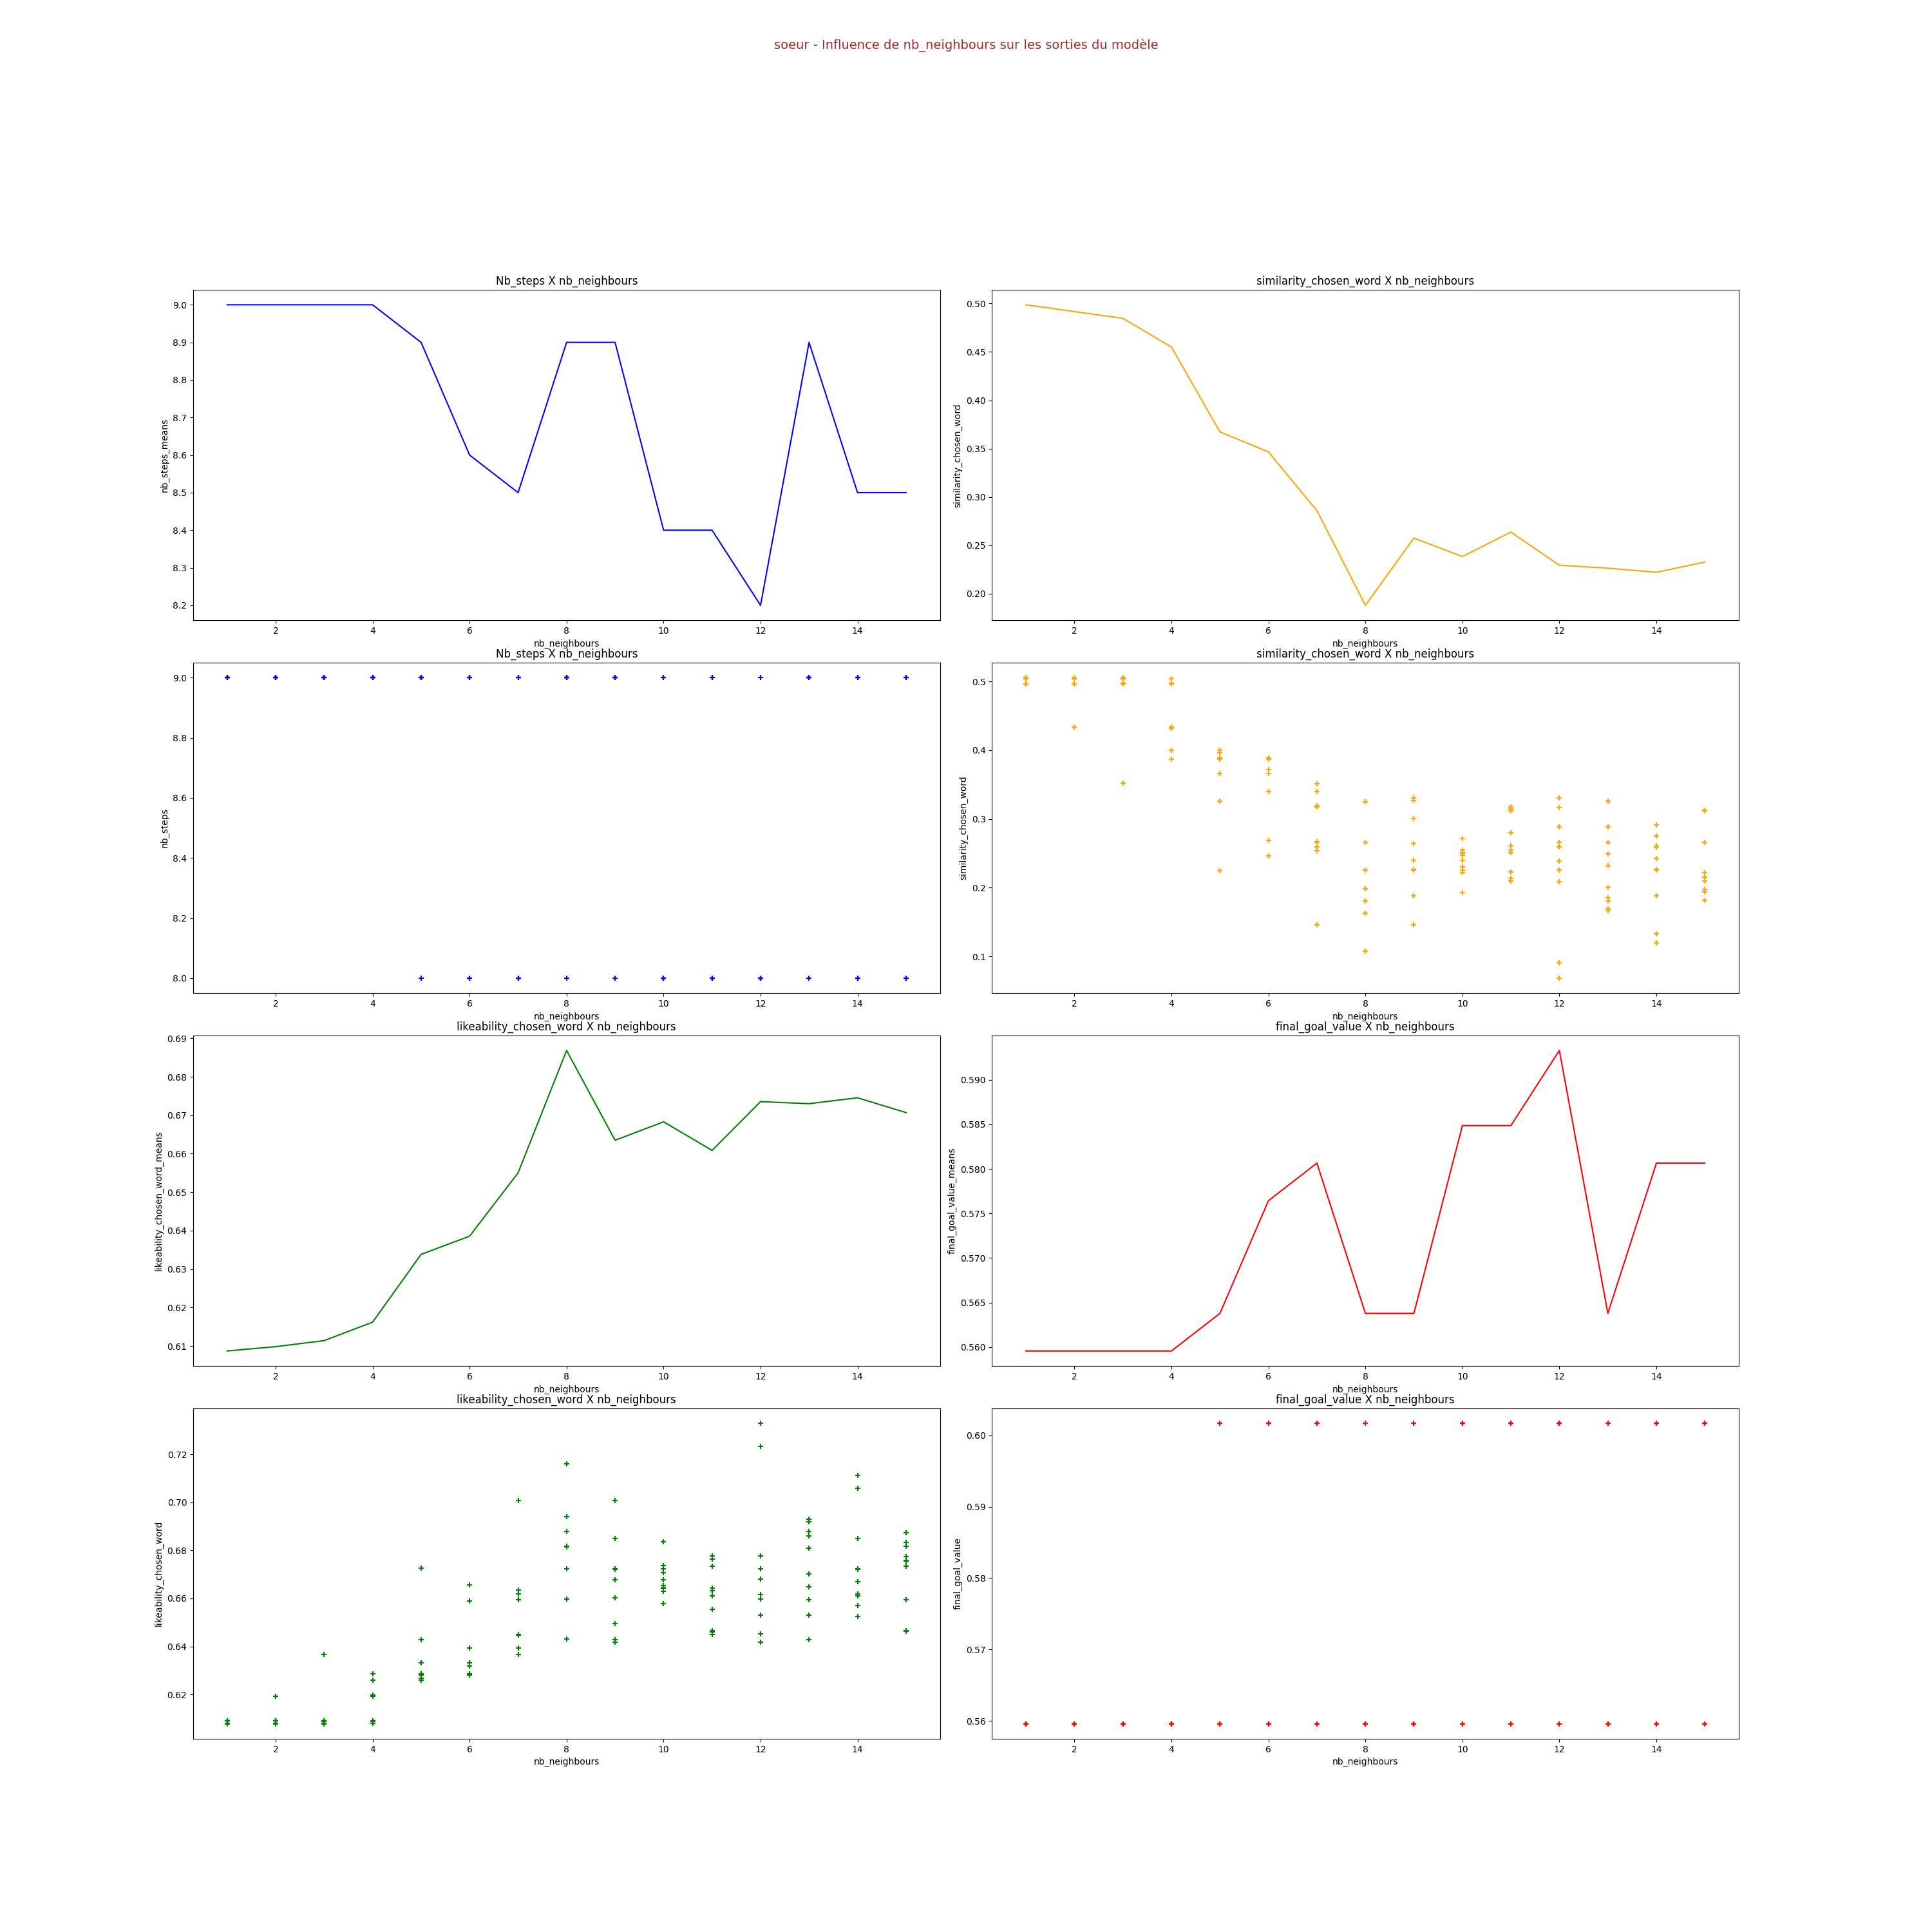 soeur - Influence de nb_neighbours sur les sorties du modèle
Nb_steps X nb_neighbours
nb_steps_means
9.0
8.9
8.8
8.7
8.6
8.5
8.4
8.3
8.2
2 4 6 8 10 12 14
nb_neighbours
similarity_chosen_word X nb_neighbours
similarity_chosen_word
0.50
0.45
0.40
0.35
0.30
0.25
0.20
2 4 6 8 10 12 14
nb_neighbours
Nb_steps X nb_neighbours
nb_steps
9.0
8.8
8.6
8.4
8.2
8.0
2 4 6 8 10 12 14
nb_neighbours
similarity_chosen_word X nb_neighbours
similarity_chosen_word
0.5
0.4
0.3
0.2
0.1
2 4 6 8 10 12 14
nb_neighbours
likeability_chosen_word X nb_neighbours
likeability_chosen_word_means
0.69
0.68
0.67
0.66
0.65
0.64
0.63
0.62
0.61
2 4 6 8 10 12 14
nb_neighbours
final_goal_value X nb_neighbours
final_goal_value_means
0.590
0.585
0.580
0.575
0.570
0.565
0.560
2 4 6 8 10 12 14
nb_neighbours
likeability_chosen_word X nb_neighbours
likeability_chosen_word
0.72
0.70
0.68
0.66
0.64
0.62
2 4 6 8 10 12 14
nb_neighbours
final_goal_value X nb_neighbours
final_goal_value
0.60
0.59
0.58
0.57
0.56
2 4 6 8 10 12 14
nb_neighbours